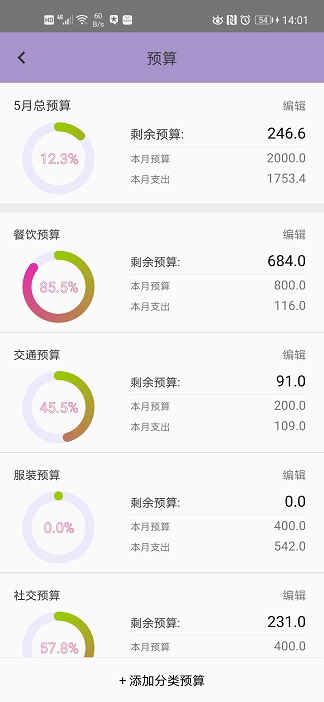 HD 4G 60 B/s 54 14:01
预算
5月总预算 编辑
12.3%
剩余预算: 246.6
本月预算 2000.0
本月支出 1753.4
餐饮预算 编辑
85.5%
剩余预算: 684.0
本月预算 800.0
本月支出 116.0
交通预算 编辑
45.5%
剩余预算: 91.0
本月预算 200.0
本月支出 109.0
服装预算 编辑
0.0%
剩余预算: 0.0
本月预算 400.0
本月支出 542.0
社交预算 编辑
57.8%
剩余预算: 231.0
本月预算 400.0
+ 添加分类预算